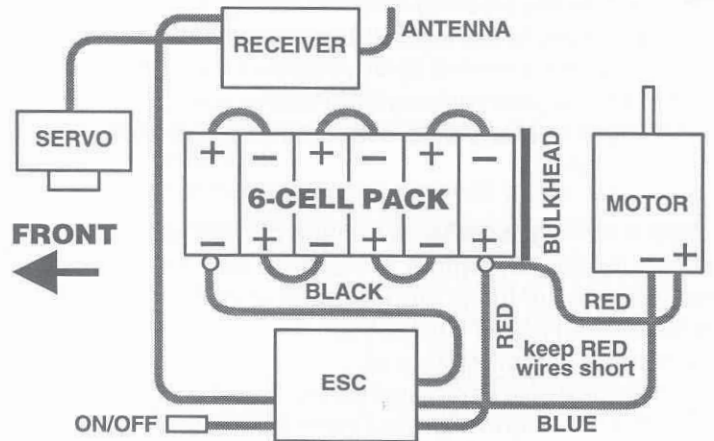 RECEIVER
ANTENNA
SERVO
+ - + - + -
6-CELL PACK
- + - + - +
BULKHEAD
MOTOR
- +
FRONT
BLACK
RED
RED
keep RED
wires short
ESC
ON/OFF
BLUE